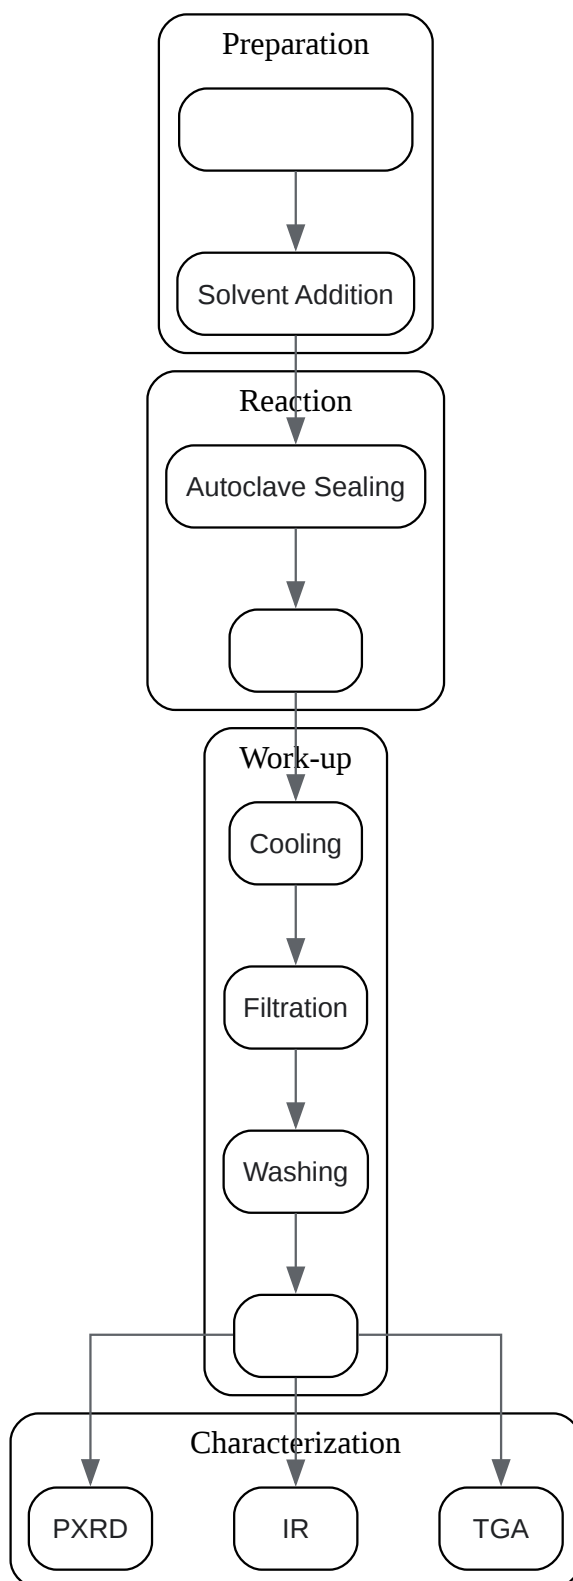 Preparation
Solvent Addition
Reaction
Autoclave Sealing
Work-up
Cooling
Filtration
Washing
Characterization
PXRD
IR
TGA